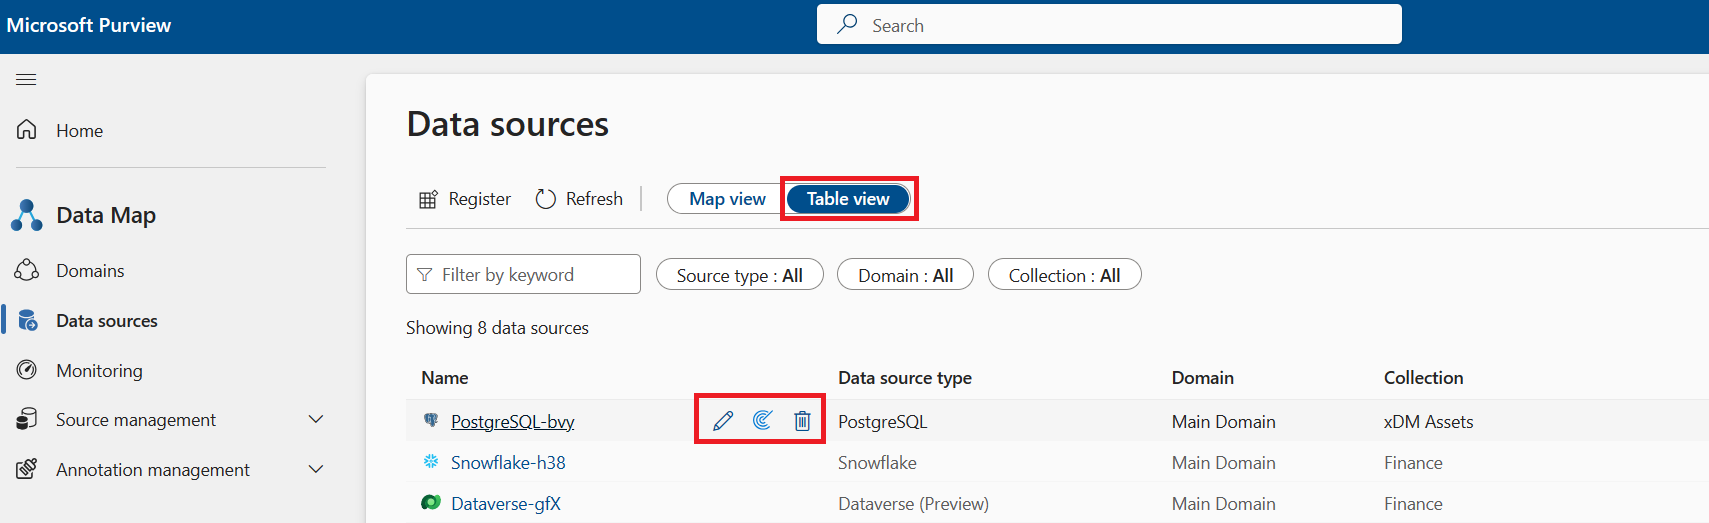 Microsoft Purview
Search
Home
Data Map
Domains
Data sources
Monitoring
Source management
Annotation management
Data sources
Register Refresh Map view Table view
Filter by keyword Source type : All Domain : All Collection : All
Showing 8 data sources
Name Data source type Domain Collection
PostgreSQL-bvy PostgreSQL Main Domain xDM Assets
Snowflake-h38 Snowflake Main Domain Finance
Dataverse-gfX Dataverse (Preview) Main Domain Finance